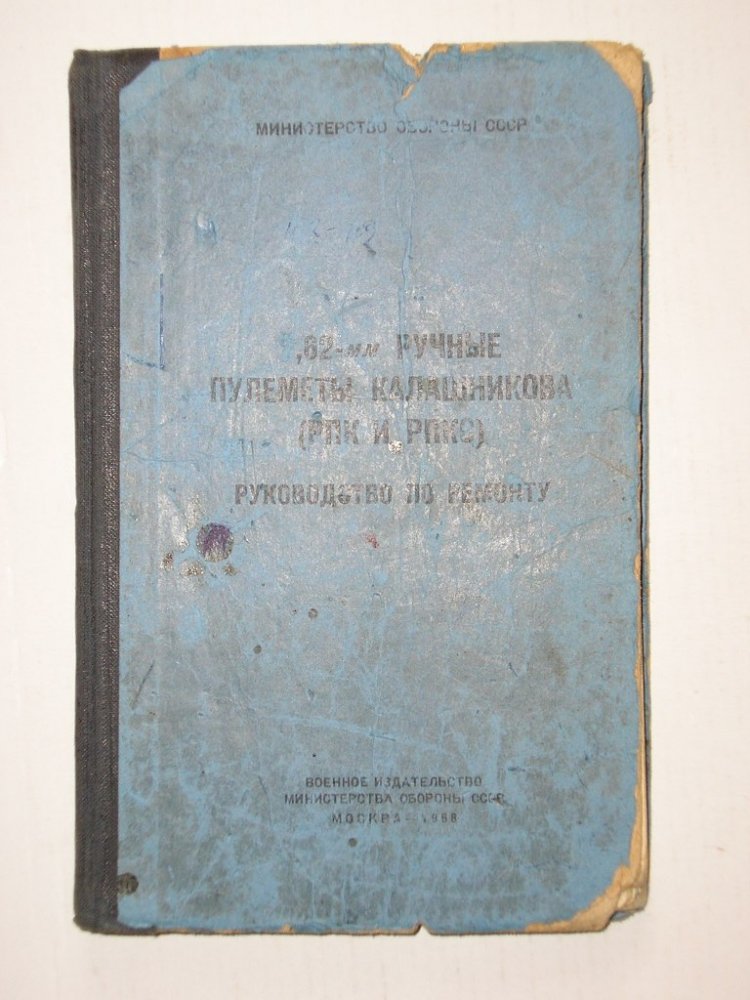 МИНИСТЕРСТВО ОБОРОНЫ СССР
,62-мм РУЧНЫЕ
ПУЛЕМЕТЫ КАЛАШНИКОВА
(РПК И РПКС)
РУКОВОДСТВО ПО РЕМОНТУ
ВОЕННОЕ ИЗДАТЕЛЬСТВО
МИНИСТЕРСТВА ОБОРОНЫ СССР
МОСКВА - 1968